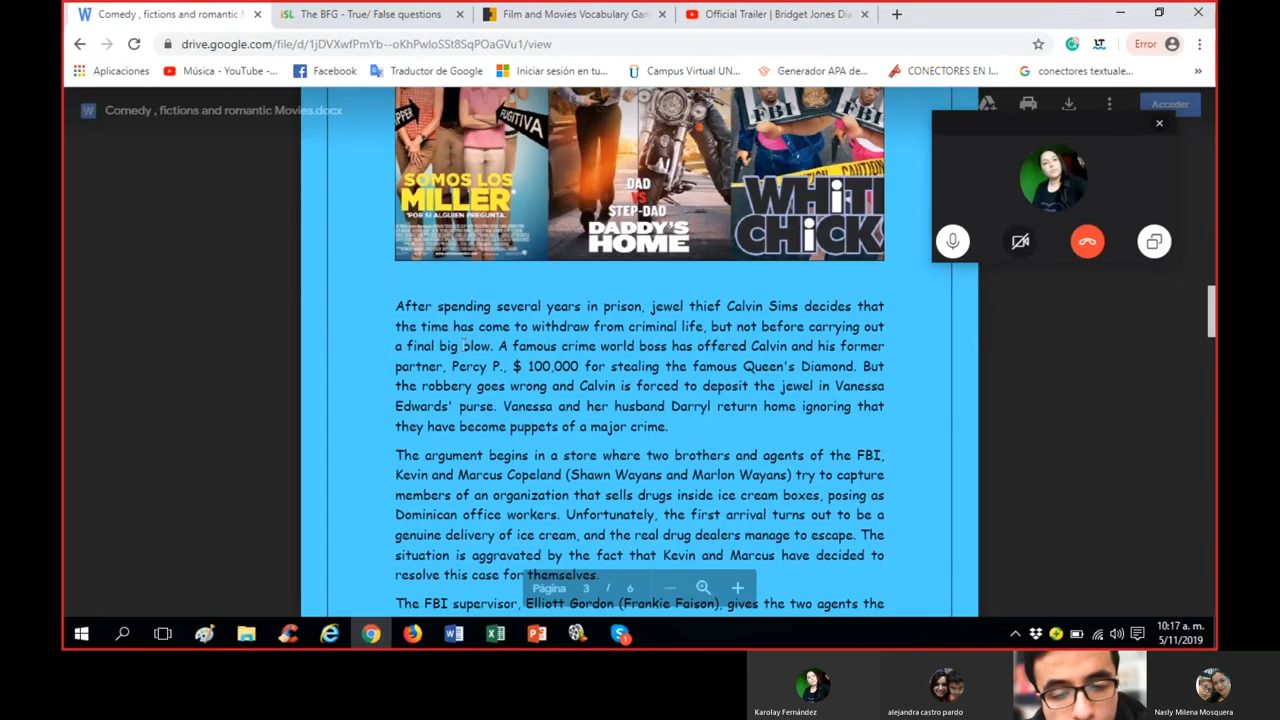 Comedy , fictions and romantic M
The BFG - True/ False questions
Film and Movies Vocabulary Gam
Official Trailer | Bridget Jones Dia
drive.google.com/file/d/1jDVXwfPmYb--oKhPwIoSSt8SqPOaGVu1/view
Error
Aplicaciones
Música - YouTube -...
Facebook
Traductor de Google
Iniciar sesión en tu...
Campus Virtual UN...
Generador APA de...
CONECTORES EN I...
conectores textuale...
»
Comedy , fictions and romantic Movies.docx
Acceder
FUGITIVA
SOMOS LOS
MILLER
"POR SI ALGUIEN PREGUNTA."
DAD
VS
STEP-DAD
DADDY'S
HOME
FBI
FBI
CAUTION
WHiT
CHiCK
After spending several years in prison, jewel thief Calvin Sims decides that
the time has come to withdraw from criminal life, but not before carrying out
a final big blow. A famous crime world boss has offered Calvin and his former
partner, Percy P., $ 100,000 for stealing the famous Queen's Diamond. But
the robbery goes wrong and Calvin is forced to deposit the jewel in Vanessa
Edwards' purse. Vanessa and her husband Darryl return home ignoring that
they have become puppets of a major crime.
The argument begins in a store where two brothers and agents of the FBI,
Kevin and Marcus Copeland (Shawn Wayans and Marlon Wayans) try to capture
members of an organization that sells drugs inside ice cream boxes, posing as
Dominican office workers. Unfortunately, the first arrival turns out to be a
genuine delivery of ice cream, and the real drug dealers manage to escape. The
situation is aggravated by the fact that Kevin and Marcus have decided to
resolve this case for themselves.
Página 3 / 6
The FBI supervisor, Elliott Gordon (Frankie Faison), gives the two agents the
10:17 a. m.
5/11/2019
Karolay Fernández
alejandra castro pardo
Nasly Milena Mosquera